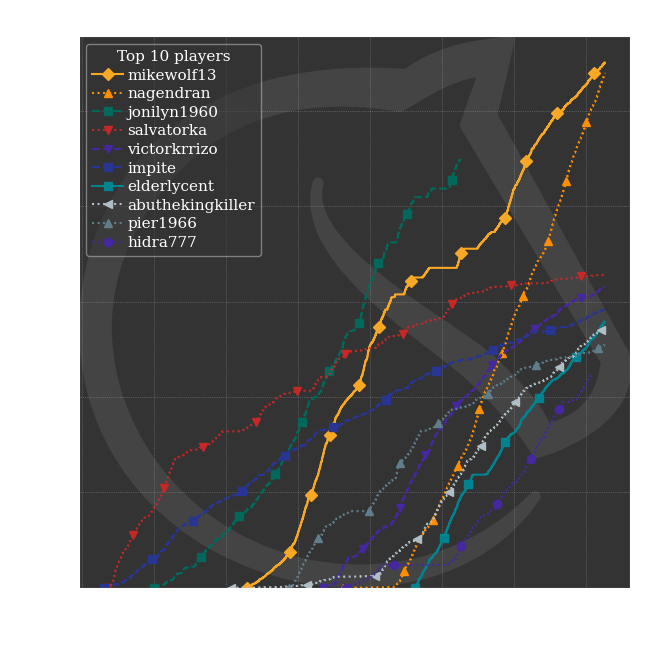 Top 10 players
mikewolf13
nagendran
jonilyn1960
salvatorka
victorkrrizo
impite
elderlycent
abuthekingkiller
pier1966
hidra777